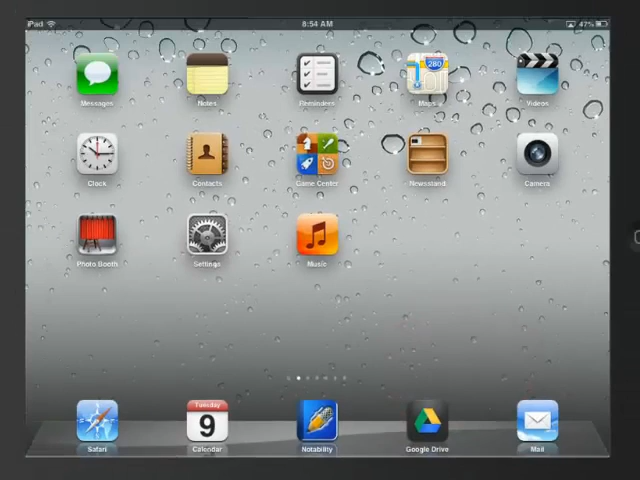 iPad 8:54 AM 47%
280
Messages Notes Reminders Maps Videos
Clock Contacts Game Center Newsstand Camera
Photo Booth Settings Music
Tuesday
9
Safari Calendar Notability Google Drive Mail